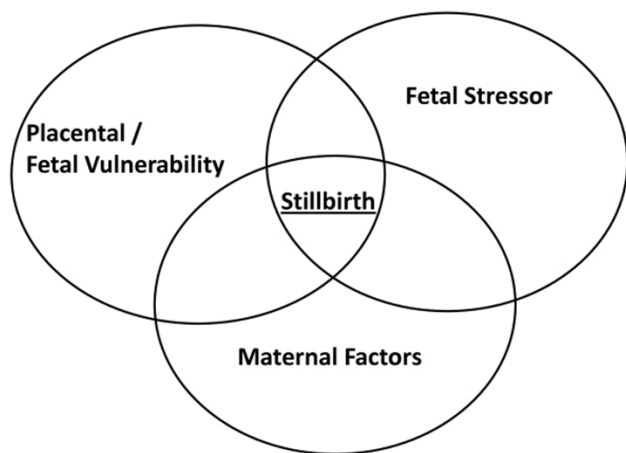 Placental /
Fetal Vulnerability
Fetal Stressor
Stillbirth
Maternal Factors